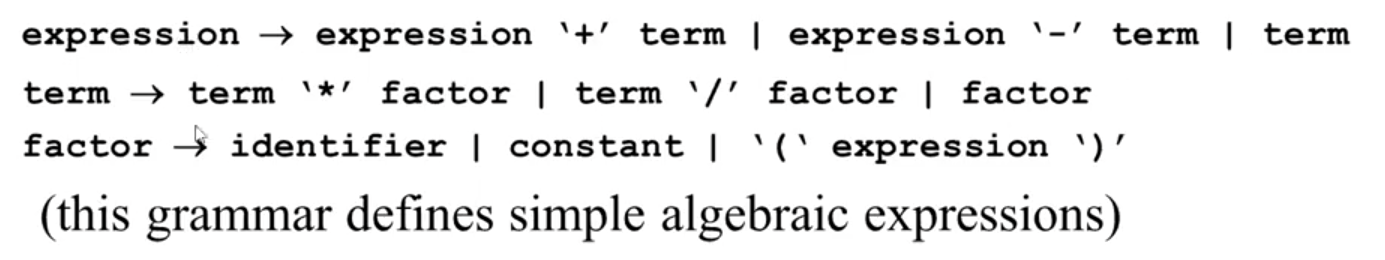 expression → expression ‘+’ term | expression ‘-’ term | term
term → term ‘*’ factor | term ‘/’ factor | factor
factor → identifier | constant | ‘(‘ expression ‘)’
(this grammar defines simple algebraic expressions)